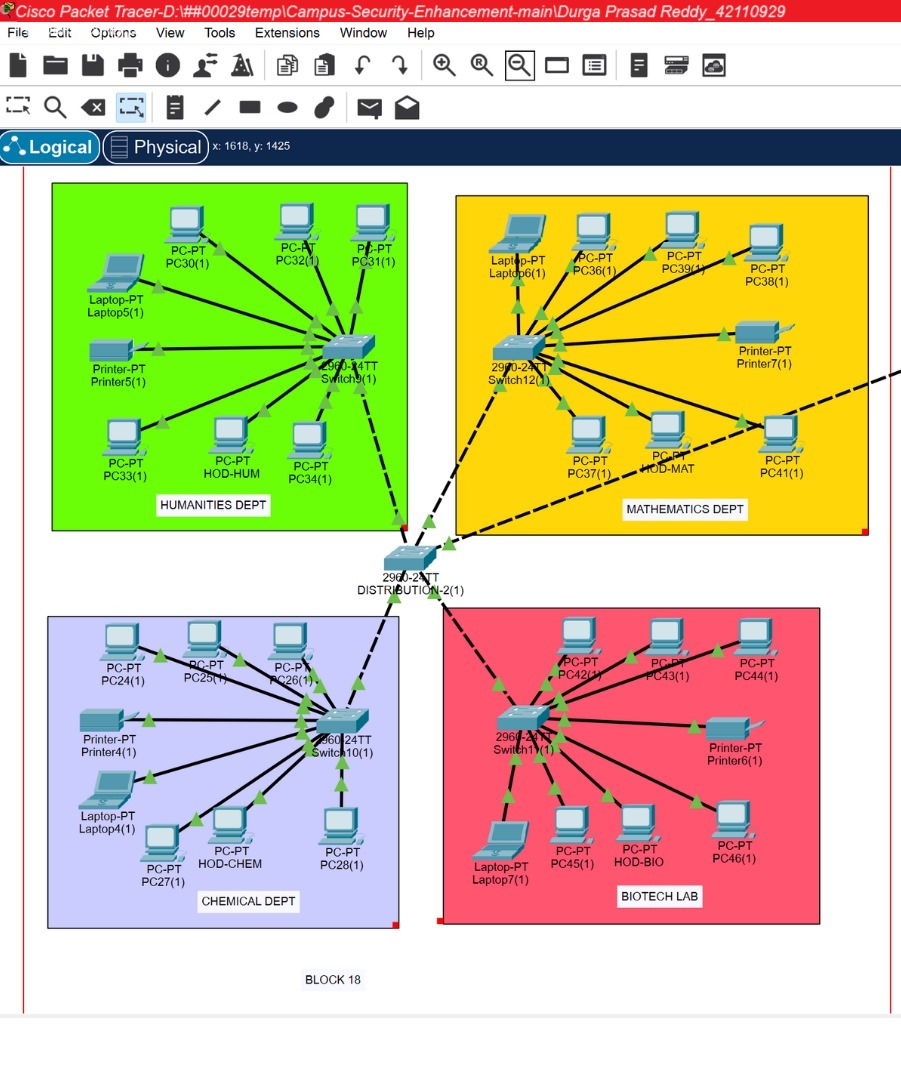 Cisco Packet Tracer-D:\##00029temp\Campus-Security-Enhancement-main\Durga Prasad Reddy_42110929
File Edit Options View Tools Extensions Window Help
Logical Physical x: 1618, y: 1425
PC-PT
PC30(1)
PC-PT
PC32(1)
PC-PT
PC31(1)
Laptop-PT
Laptop5(1)
Printer-PT
Printer5(1)
2960-24TT
Switch9(1)
PC-PT
PC33(1)
PC-PT
HOD-HUM
PC-PT
PC34(1)
HUMANITIES DEPT
Laptop-PT
Laptop6(1)
PC-PT
PC36(1)
PC-PT
PC39(1)
PC-PT
PC38(1)
Printer-PT
Printer7(1)
2960-24TT
Switch12(1)
PC-PT
PC37(1)
PC-PT
HOD-MAT
PC-PT
PC41(1)
MATHEMATICS DEPT
2960-24TT
DISTRIBUTION-2(1)
PC-PT
PC24(1)
PC-PT
PC25(1)
PC-PT
PC26(1)
Printer-PT
Printer4(1)
2960-24TT
Switch10(1)
Laptop-PT
Laptop4(1)
PC-PT
PC27(1)
PC-PT
HOD-CHEM
PC-PT
PC28(1)
CHEMICAL DEPT
PC-PT
PC42(1)
PC-PT
PC43(1)
PC-PT
PC44(1)
2960-24TT
Switch11(1)
Printer-PT
Printer6(1)
Laptop-PT
Laptop7(1)
PC-PT
PC45(1)
PC-PT
HOD-BIO
PC-PT
PC46(1)
BIOTECH LAB
BLOCK 18